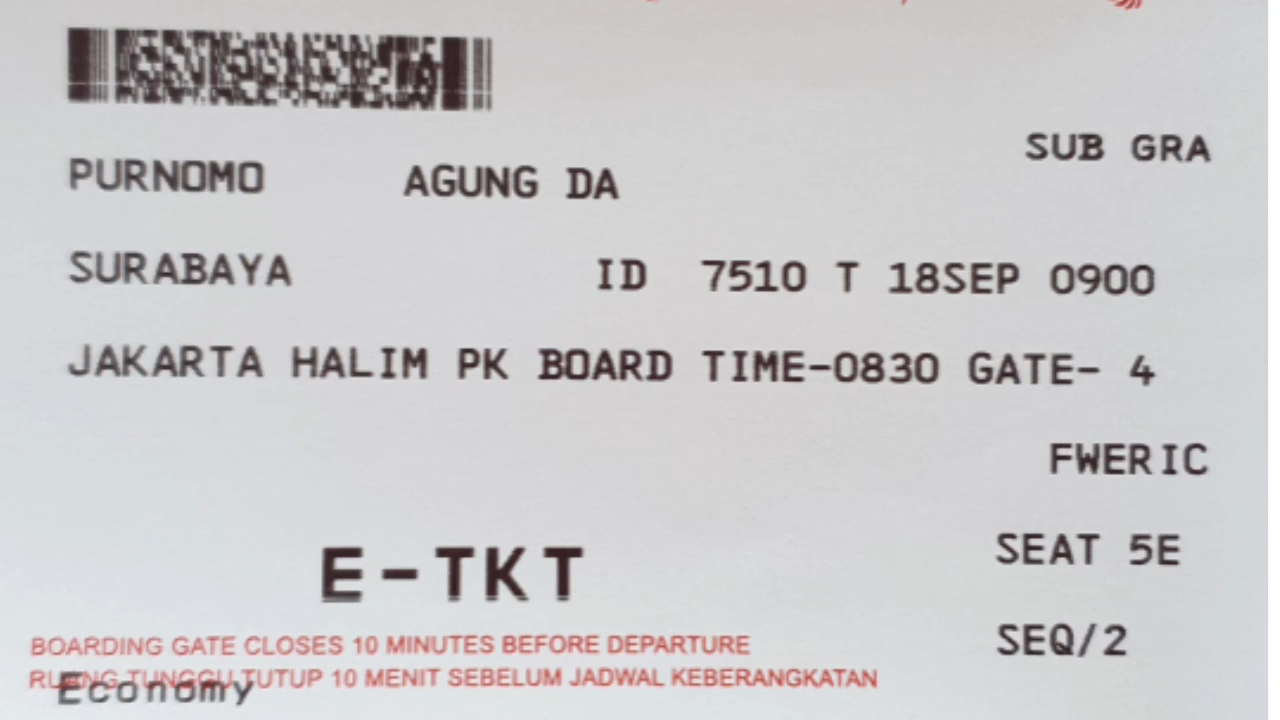 SUB GRA
PURNOMO AGUNG DA
SURABAYA ID 7510 T 18SEP 0900
JAKARTA HALIM PK BOARD TIME-0830 GATE- 4
FWERIC
SEAT 5E
E-TKT
SEQ/2
BOARDING GATE CLOSES 10 MINUTES BEFORE DEPARTURE
RUANG TUNGGU TUTUP 10 MENIT SEBELUM JADWAL KEBERANGKATAN
Economy